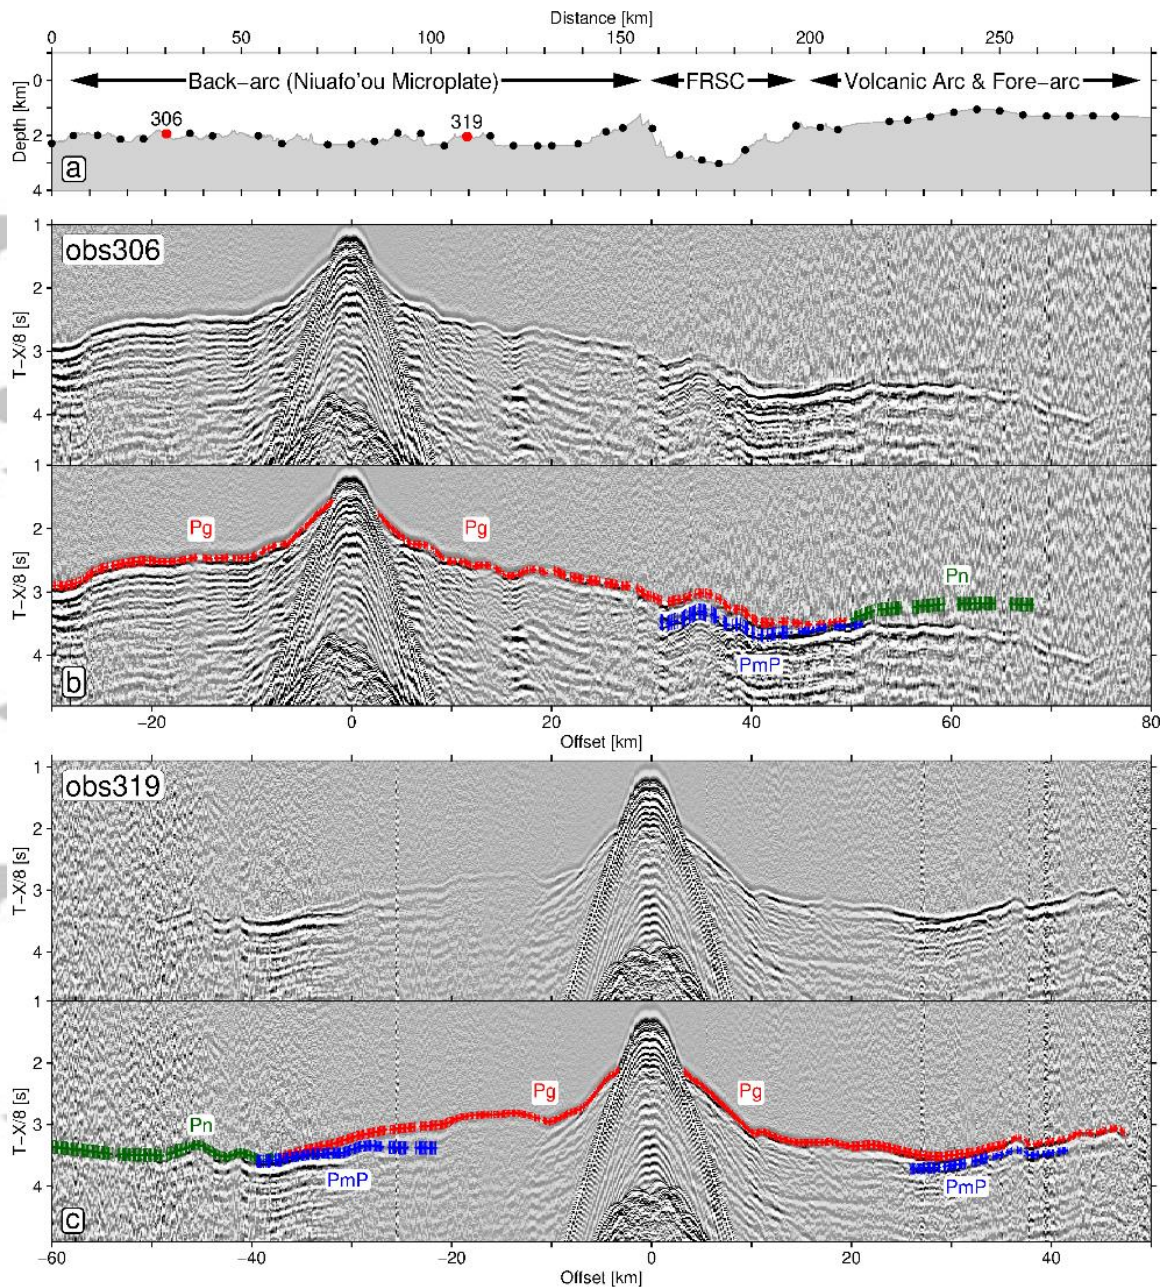 Distance [km]
0 50 100 150 200 250
Back-arc (Niuafo'ou Microplate) FRSC Volcanic Arc & Fore-arc
Depth [km]
0
2
4
306
319
a
obs306
T-X/8 [s]
1
2
3
4
1
Pg
Pg
Pn
PmP
T-X/8 [s]
2
3
4
b
-20 0 20 40 60 80
Offset [km]
obs319
T-X/8 [s]
1
2
3
4
1
Pg
Pg
Pn
PmP
PmP
T-X/8 [s]
2
3
4
c
-60 -40 -20 0 20 40
Offset [km]